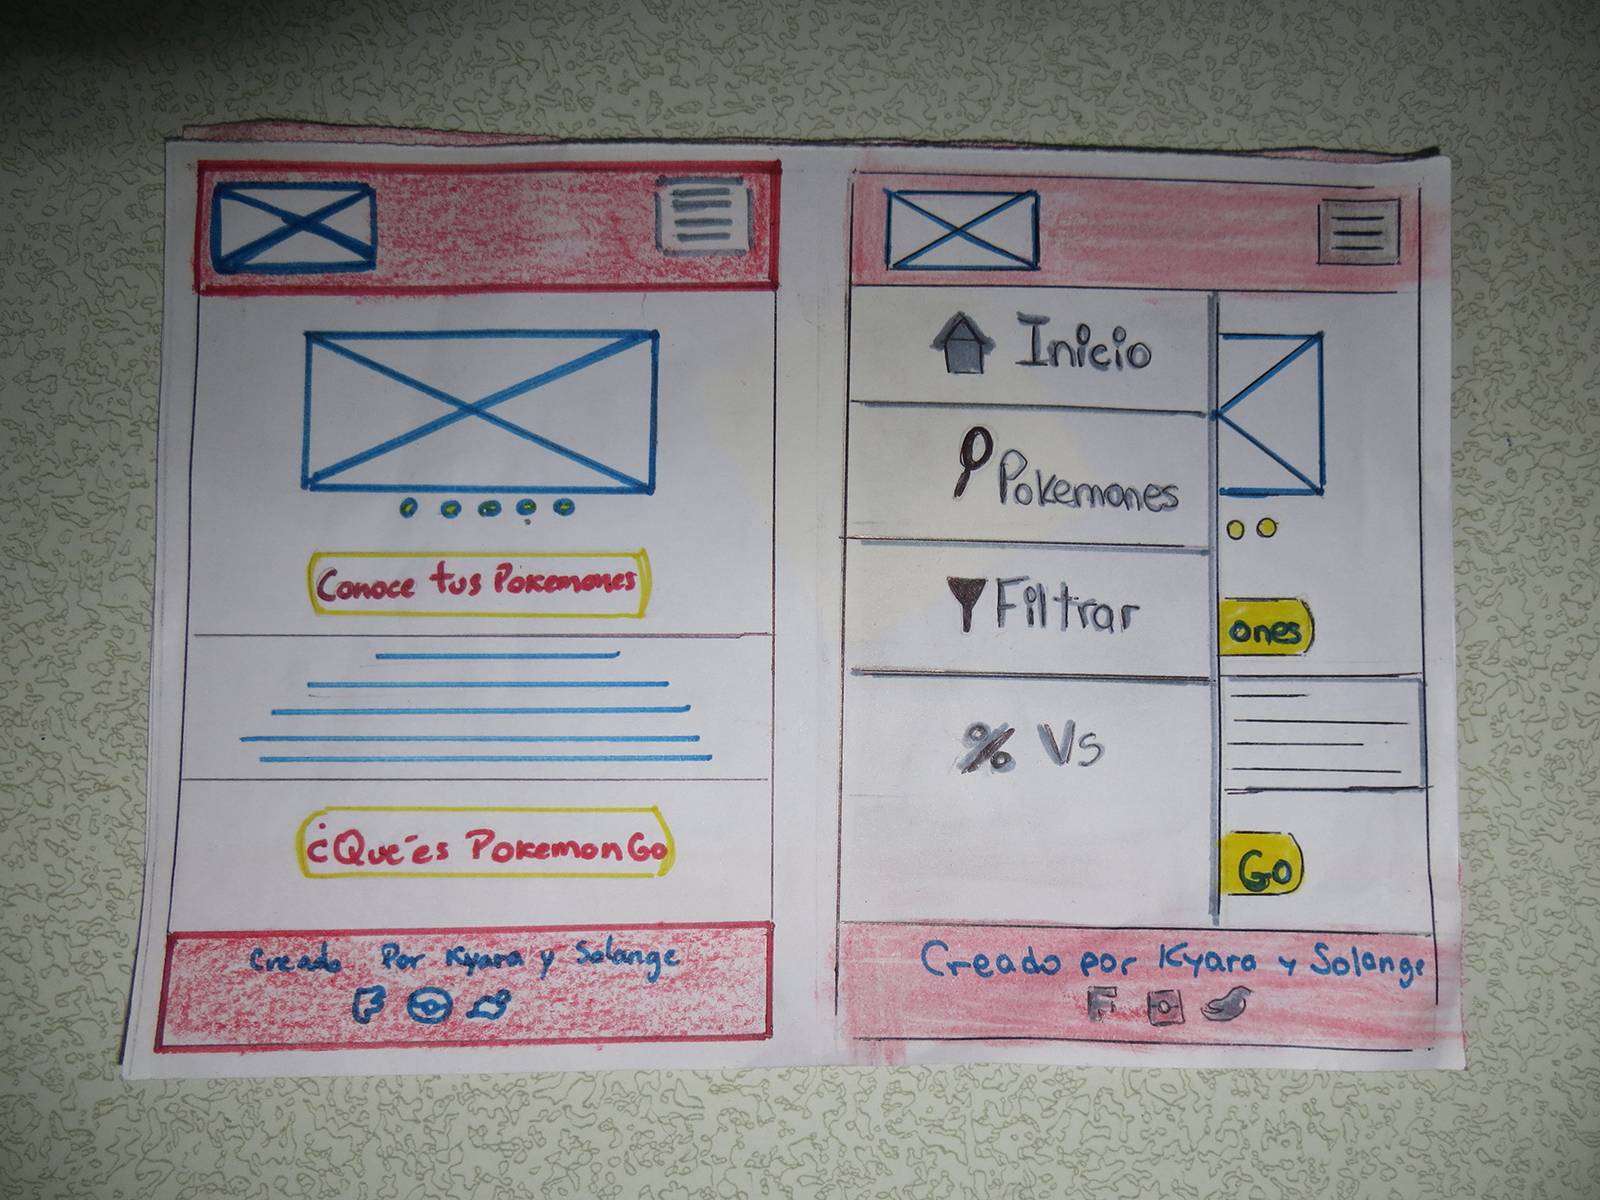 Conoce tus Pokemones
¿Que es PokemonGo
Creado Por Kyara y Solange
F
Inicio
Pokemones
Filtrar
% Vs
ones
Go
Creado por Kyara y Solange
F